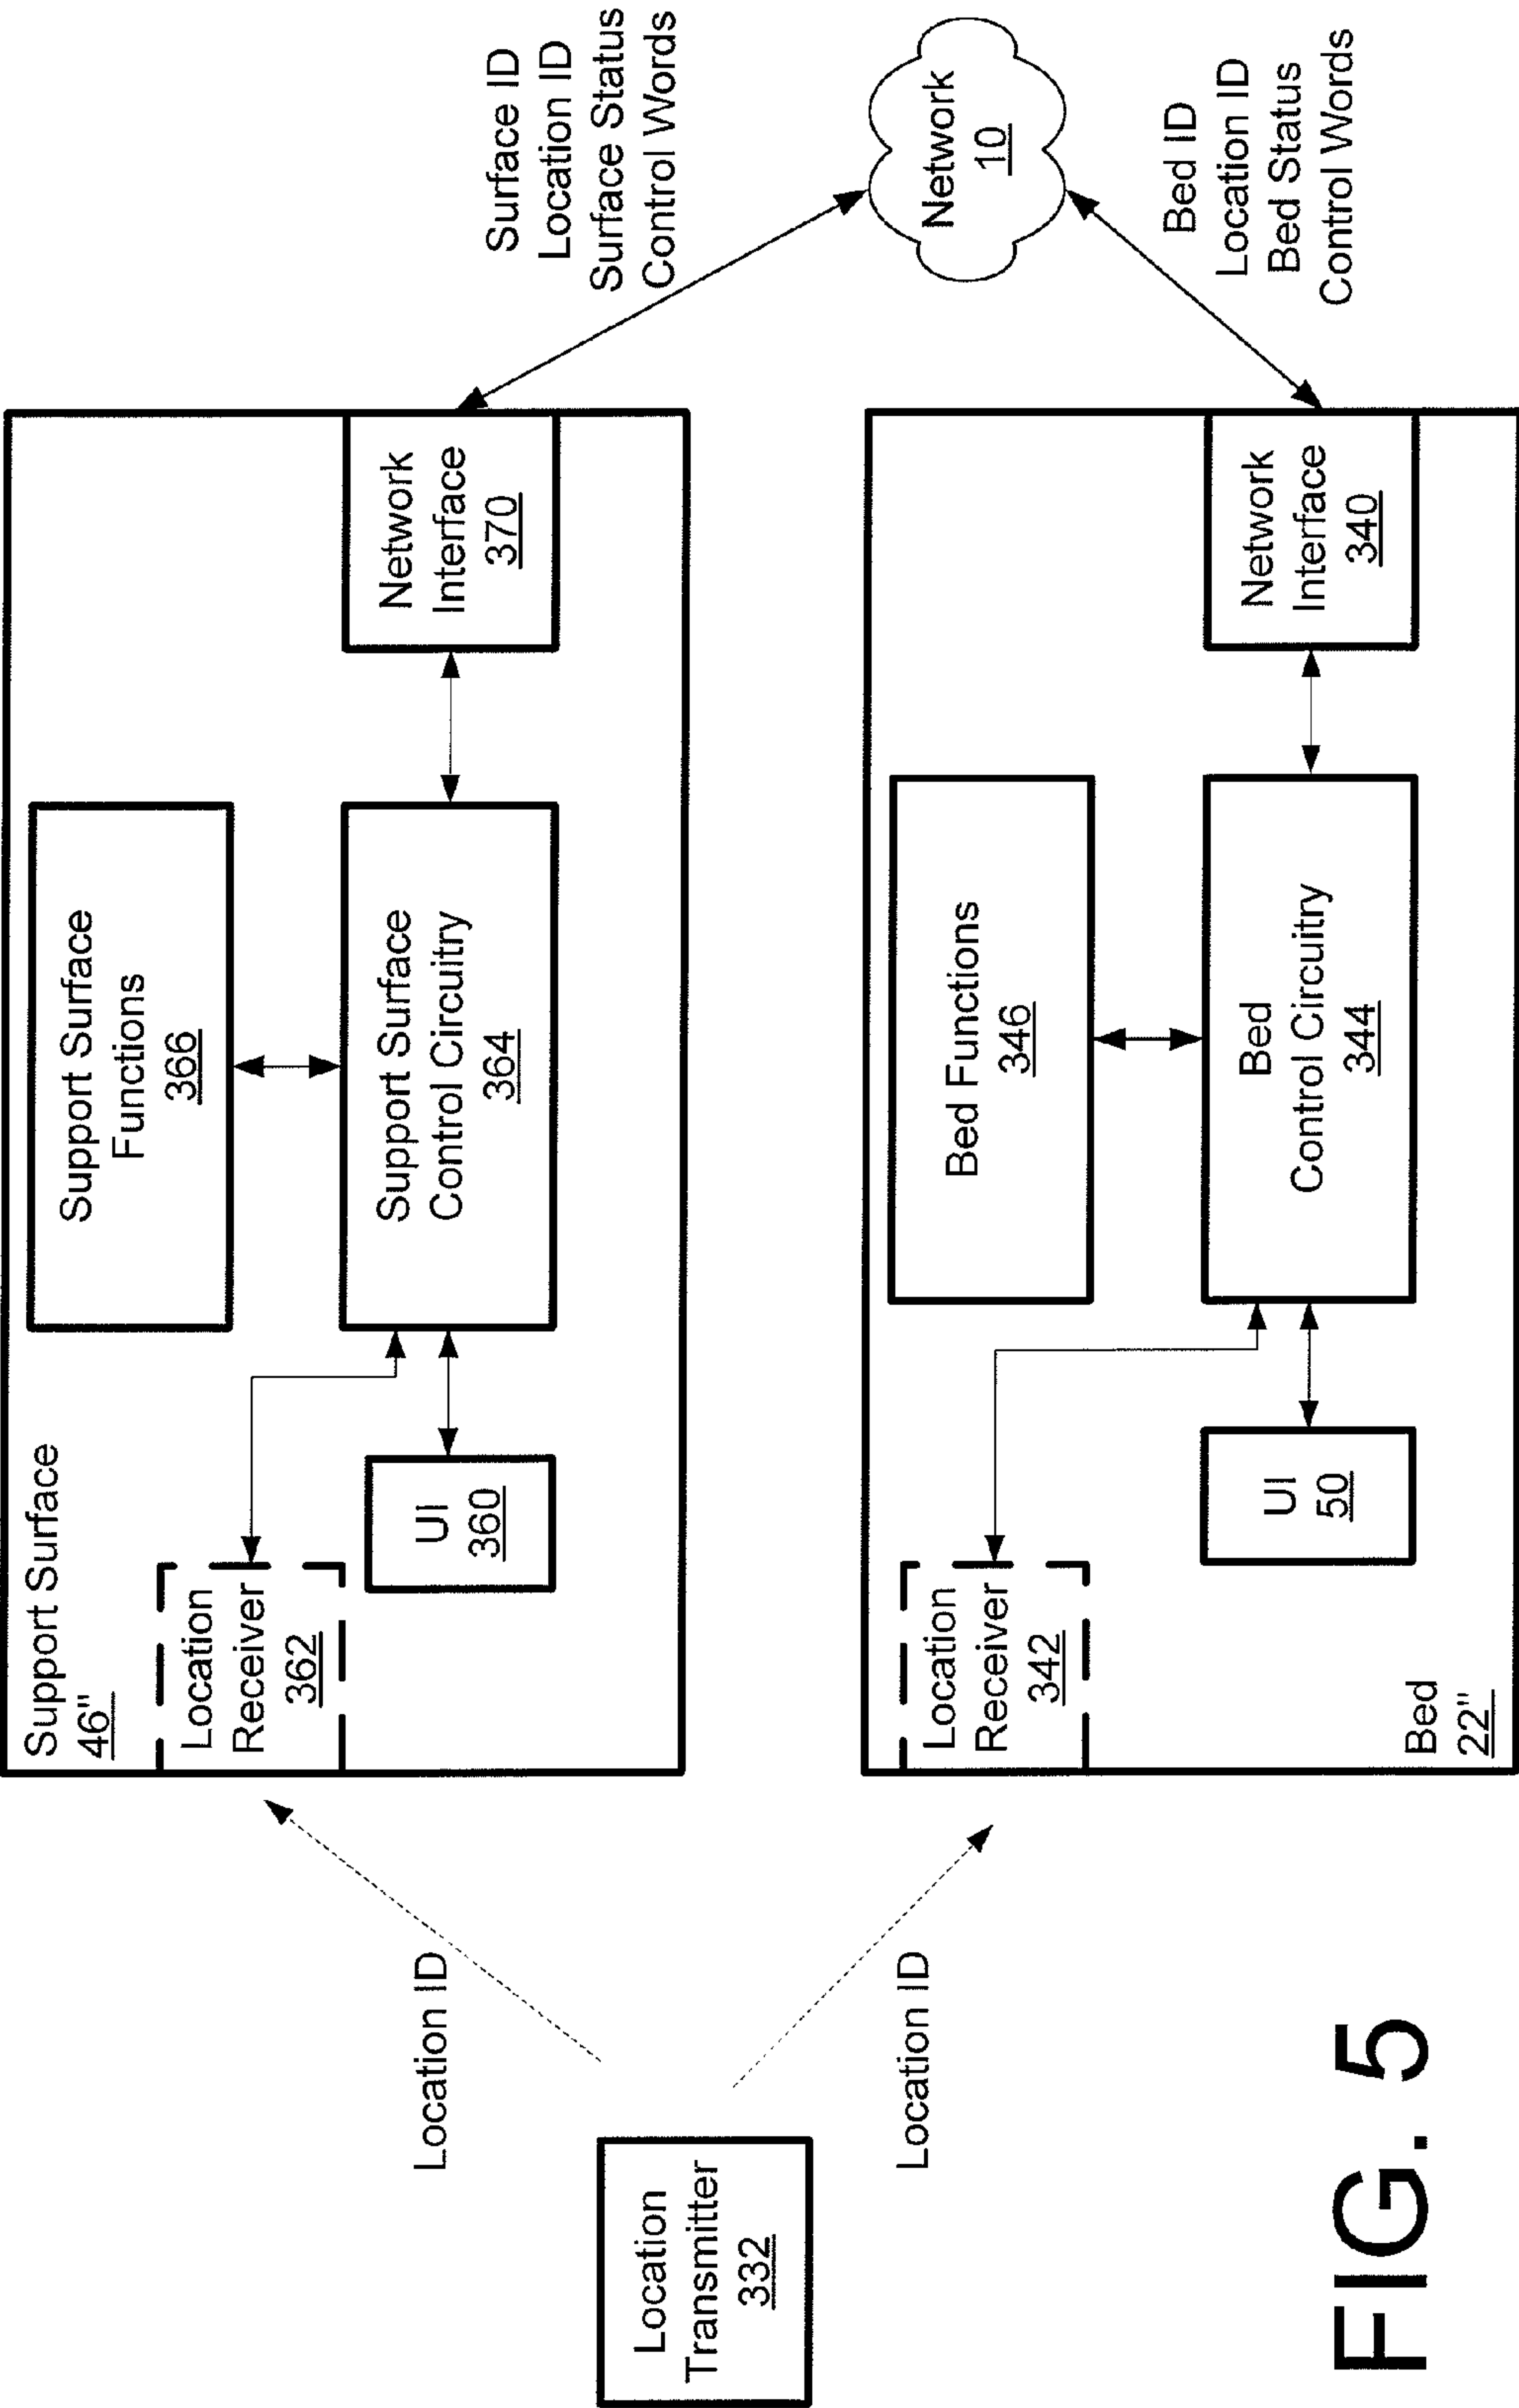 Location
Transmitter
332
Location ID
Location ID
Support Surface
46"
Location
Receiver
362
UI
360
Support Surface
Functions
366
Support Surface
Control Circuitry
364
Network
Interface
370
Surface ID
Location ID
Surface Status
Control Words
Network
10
Location
Receiver
342
UI
50
Bed
22"
Bed Functions
346
Bed
Control Circuitry
344
Network
Interface
340
Bed ID
Location ID
Bed Status
Control Words
FIG. 5